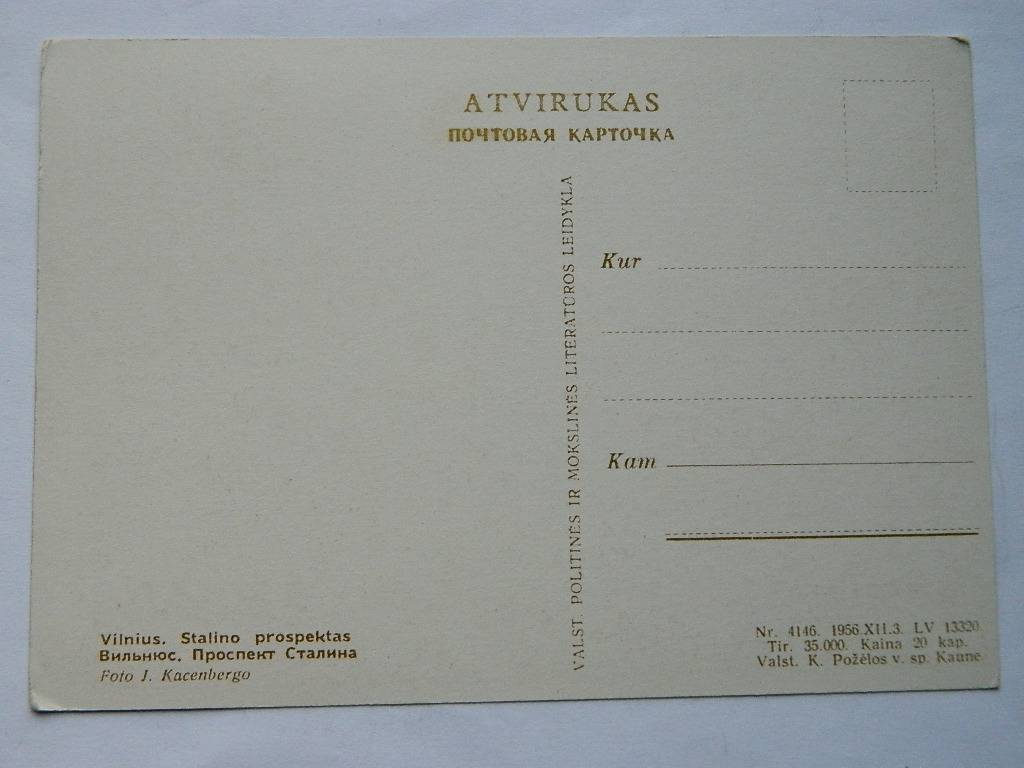 ATVIRUKAS
ПОЧТОВАЯ КАРТОЧКА
VALST POLITINĖS IR MOKSLINĖS LITERATŪROS LEIDYKLA
Kur
Kam
Vilnius. Stalino prospektas
Вильнюс. Проспект Сталина
Foto J. Kacenbergo
Nr. 4146. 1956.XII.3. LV 13320.
Tir. 35.000. Kaina 20 kap.
Valst. K. Požėlos v. sp. Kaune